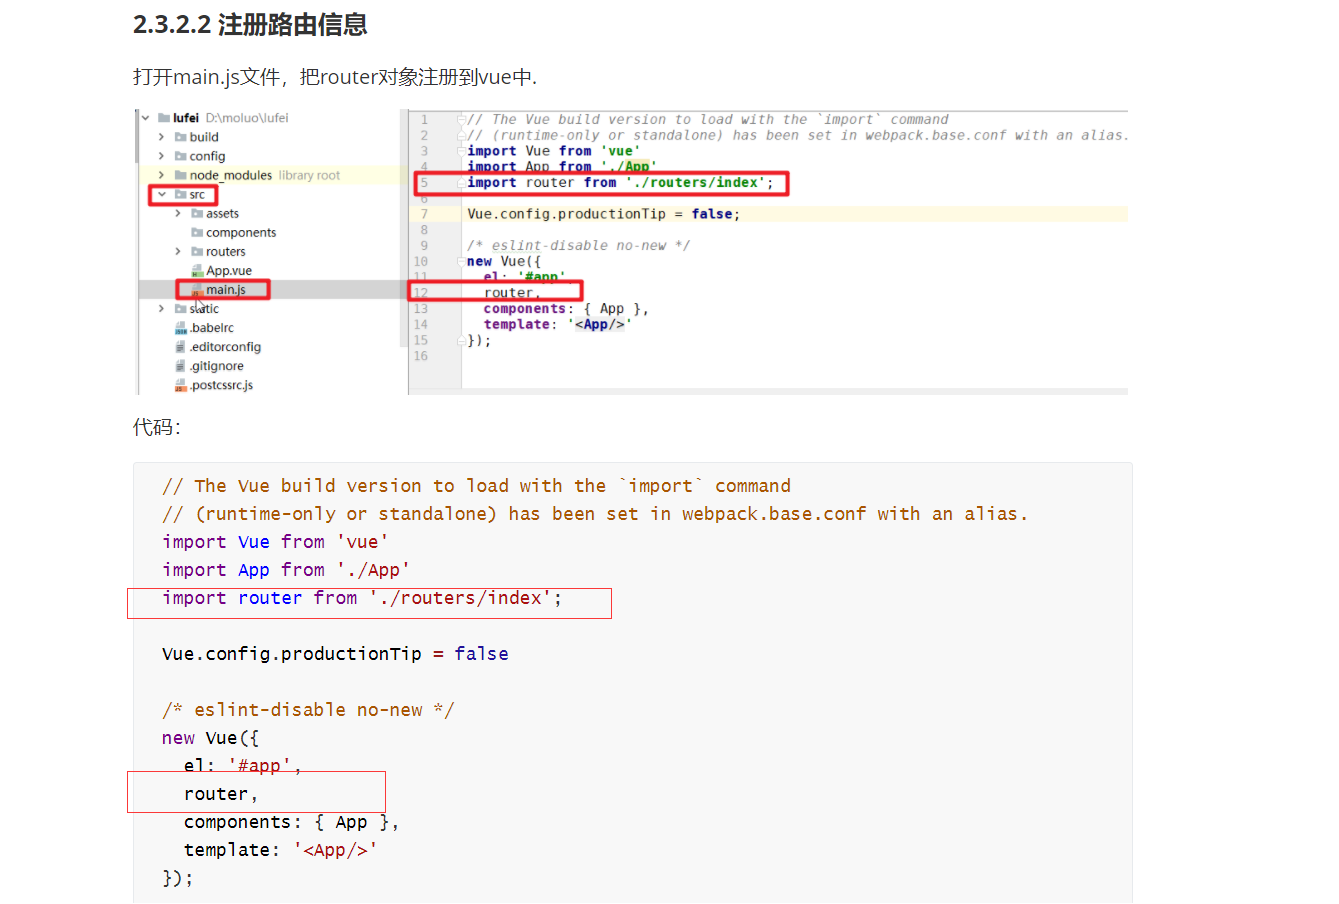 2.3.2.2 注册路由信息
打开main.js文件，把router对象注册到vue中.
lufei D:\moluo\lufei
build
config
node_modules library root
src
assets
components
routers
App.vue
main.js
static
.babelrc
.editorconfig
.gitignore
.postcssrc.js
1 // The Vue build version to load with the `import` command
2 // (runtime-only or standalone) has been set in webpack.base.conf with an alias.
3 import Vue from 'vue'
4 import App from './App'
5 import router from './routers/index';
6
7 Vue.config.productionTip = false;
8
9 /* eslint-disable no-new */
10 new Vue({
11 el: '#app',
12 router,
13 components: { App },
14 template: '<App/>'
15 });
16
代码：
// The Vue build version to load with the `import` command
// (runtime-only or standalone) has been set in webpack.base.conf with an alias.
import Vue from 'vue'
import App from './App'
import router from './routers/index';
Vue.config.productionTip = false
/* eslint-disable no-new */
new Vue({
el: '#app',
router,
components: { App },
template: '<App/>'
});